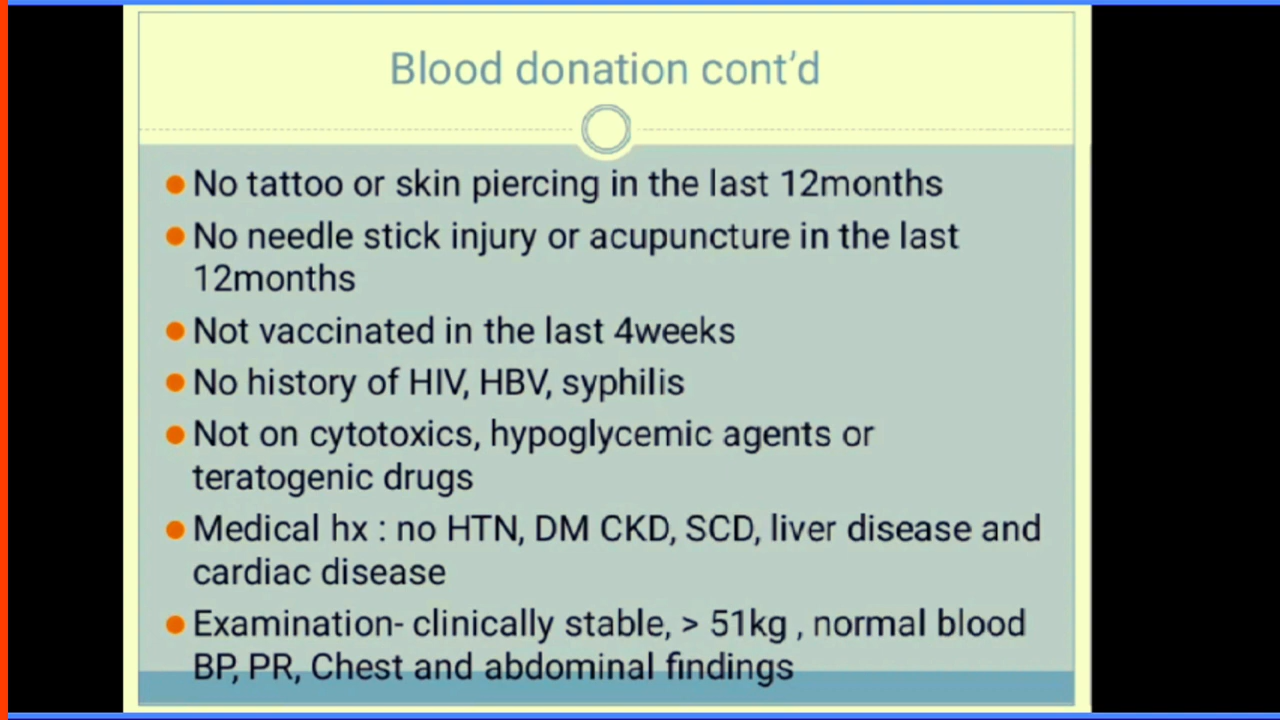 Blood donation cont'd
No tattoo or skin piercing in the last 12months
No needle stick injury or acupuncture in the last
12months
Not vaccinated in the last 4weeks
No history of HIV, HBV, syphilis
Not on cytotoxics, hypoglycemic agents or
teratogenic drugs
Medical hx : no HTN, DM CKD, SCD, liver disease and
cardiac disease
Examination- clinically stable, > 51kg , normal blood
BP, PR, Chest and abdominal findings